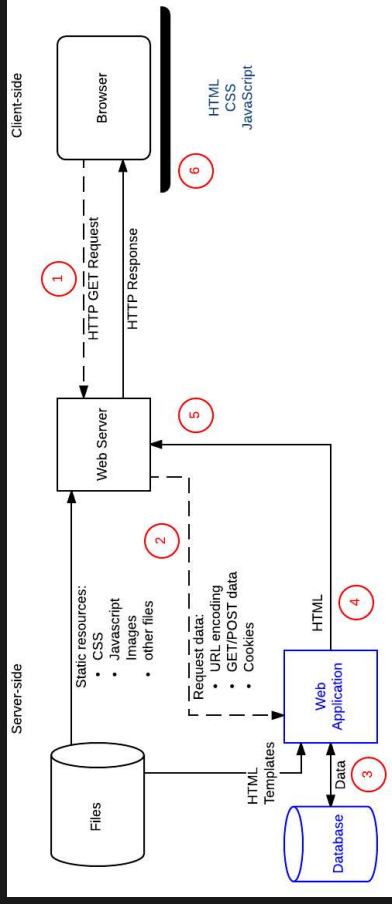 Server-side
Client-side
Files
Static resources:
• CSS
• Javascript
Images
• other files
Web Server
1
HTTP GET Request
HTTP Response
Browser
6
HTML
CSS
JavaScript
2
Request data:
• URL encoding
• GET/POST data
• Cookies
5
HTML
Templates
Database
Data
3
Web
Application
HTML
4